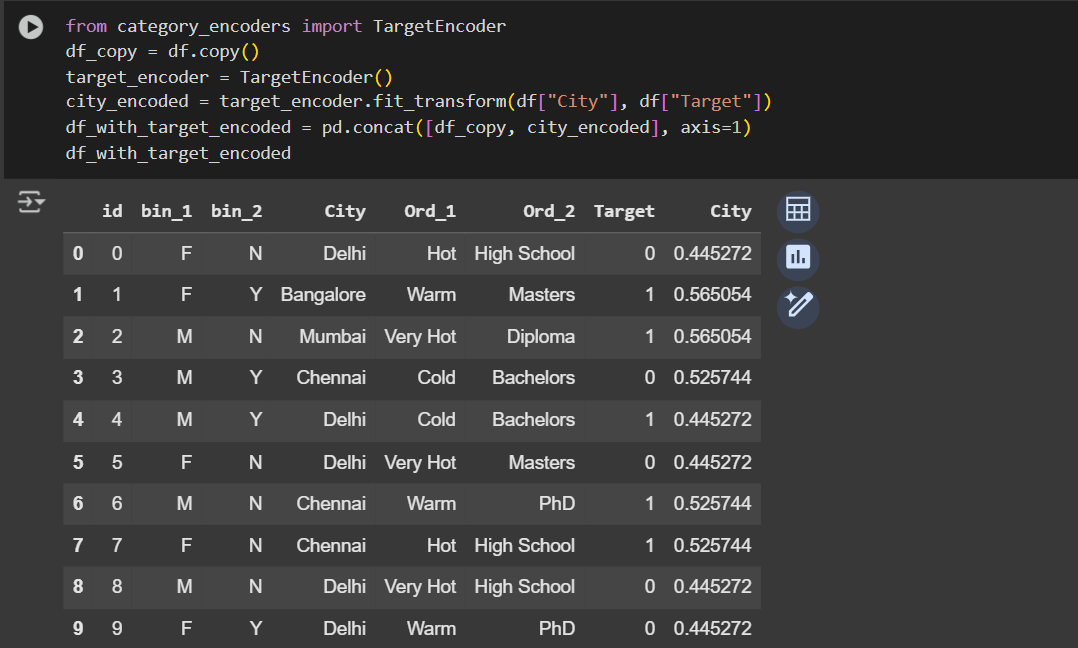 from category_encoders import TargetEncoder
df_copy = df.copy()
target_encoder = TargetEncoder()
city_encoded = target_encoder.fit_transform(df["City"], df["Target"])
df_with_target_encoded = pd.concat([df_copy, city_encoded], axis=1)
df_with_target_encoded
id bin_1 bin_2 City Ord_1 Ord_2 Target City
0 0 F N Delhi Hot High School 0 0.445272
1 1 F Y Bangalore Warm Masters 1 0.565054
2 2 M N Mumbai Very Hot Diploma 1 0.565054
3 3 M Y Chennai Cold Bachelors 0 0.525744
4 4 M Y Delhi Cold Bachelors 1 0.445272
5 5 F N Delhi Very Hot Masters 0 0.445272
6 6 M N Chennai Warm PhD 1 0.525744
7 7 F N Chennai Hot High School 1 0.525744
8 8 M N Delhi Very Hot High School 0 0.445272
9 9 F Y Delhi Warm PhD 0 0.445272